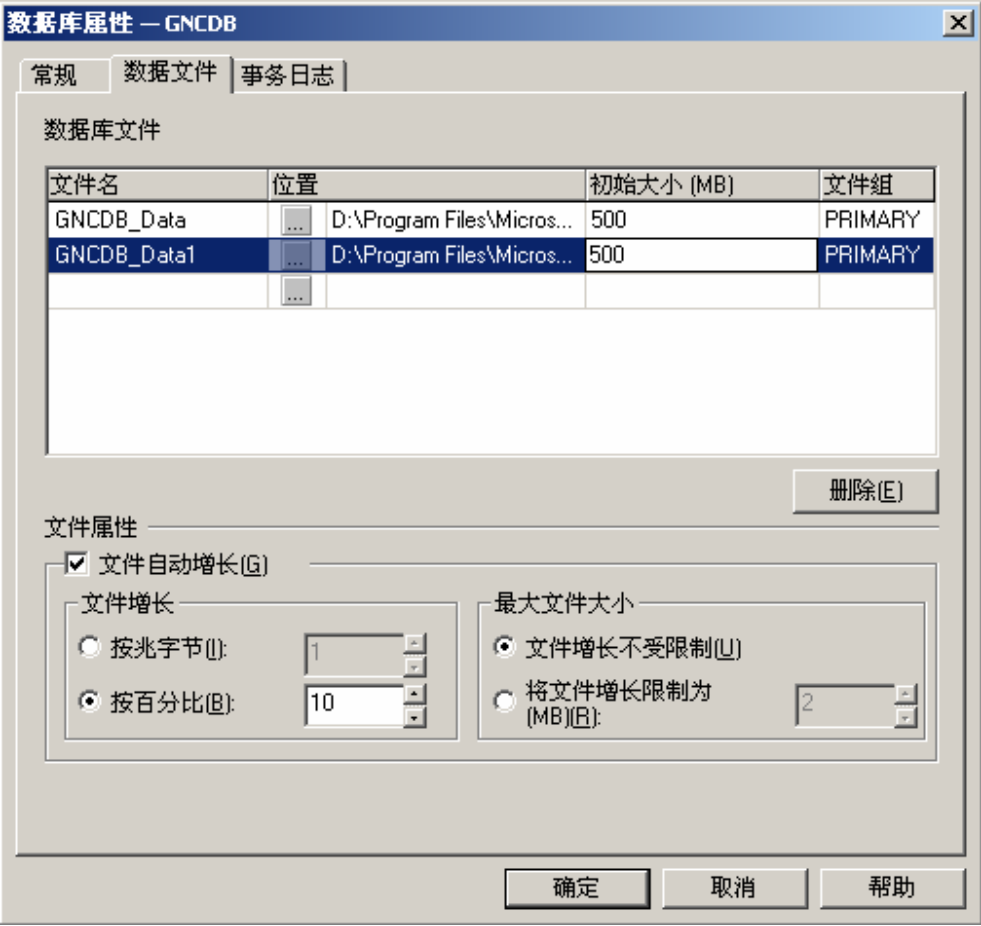 数据库属性 — GNCDB
常规 数据文件 事务日志
数据库文件
文件名 位置 初始大小 (MB) 文件组
GNCDB_Data ... D:\Program Files\Micros... 500 PRIMARY
GNCDB_Data1 ... D:\Program Files\Micros... 500 PRIMARY
...
删除(E)
文件属性
文件自动增长(G)
文件增长
按兆字节(I): 1
按百分比(B): 10
最大文件大小
文件增长不受限制(U)
将文件增长限制为
(MB)(R): 2
确定 取消 帮助